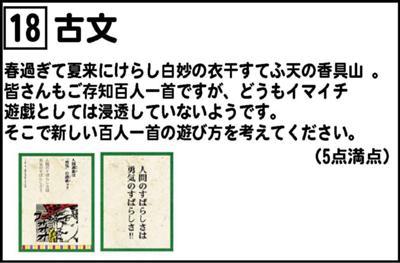 18 古文
春過ぎて夏来にけらし白妙の衣干すてふ天の香具山 。
皆さんもご存知百人一首ですが、どうもイマイチ
遊戯としては浸透していないようです。
そこで新しい百人一首の遊び方を考えてください。
(5点満点)
人間のすばらしさは
勇気のすばらしさ!!